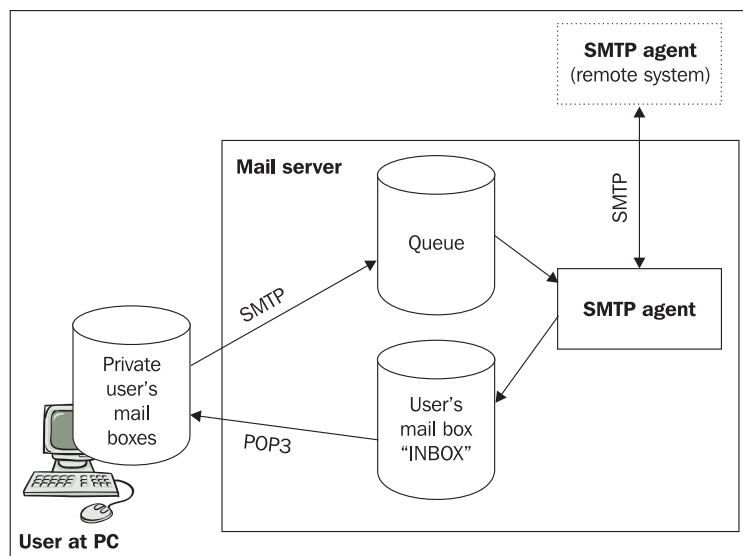 SMTP agent
(remote system)
Mail server
SMTP
Queue
SMTP
SMTP agent
Private
user's
mail
boxes
User's
mail box
“INBOX”
POP3
User at PC